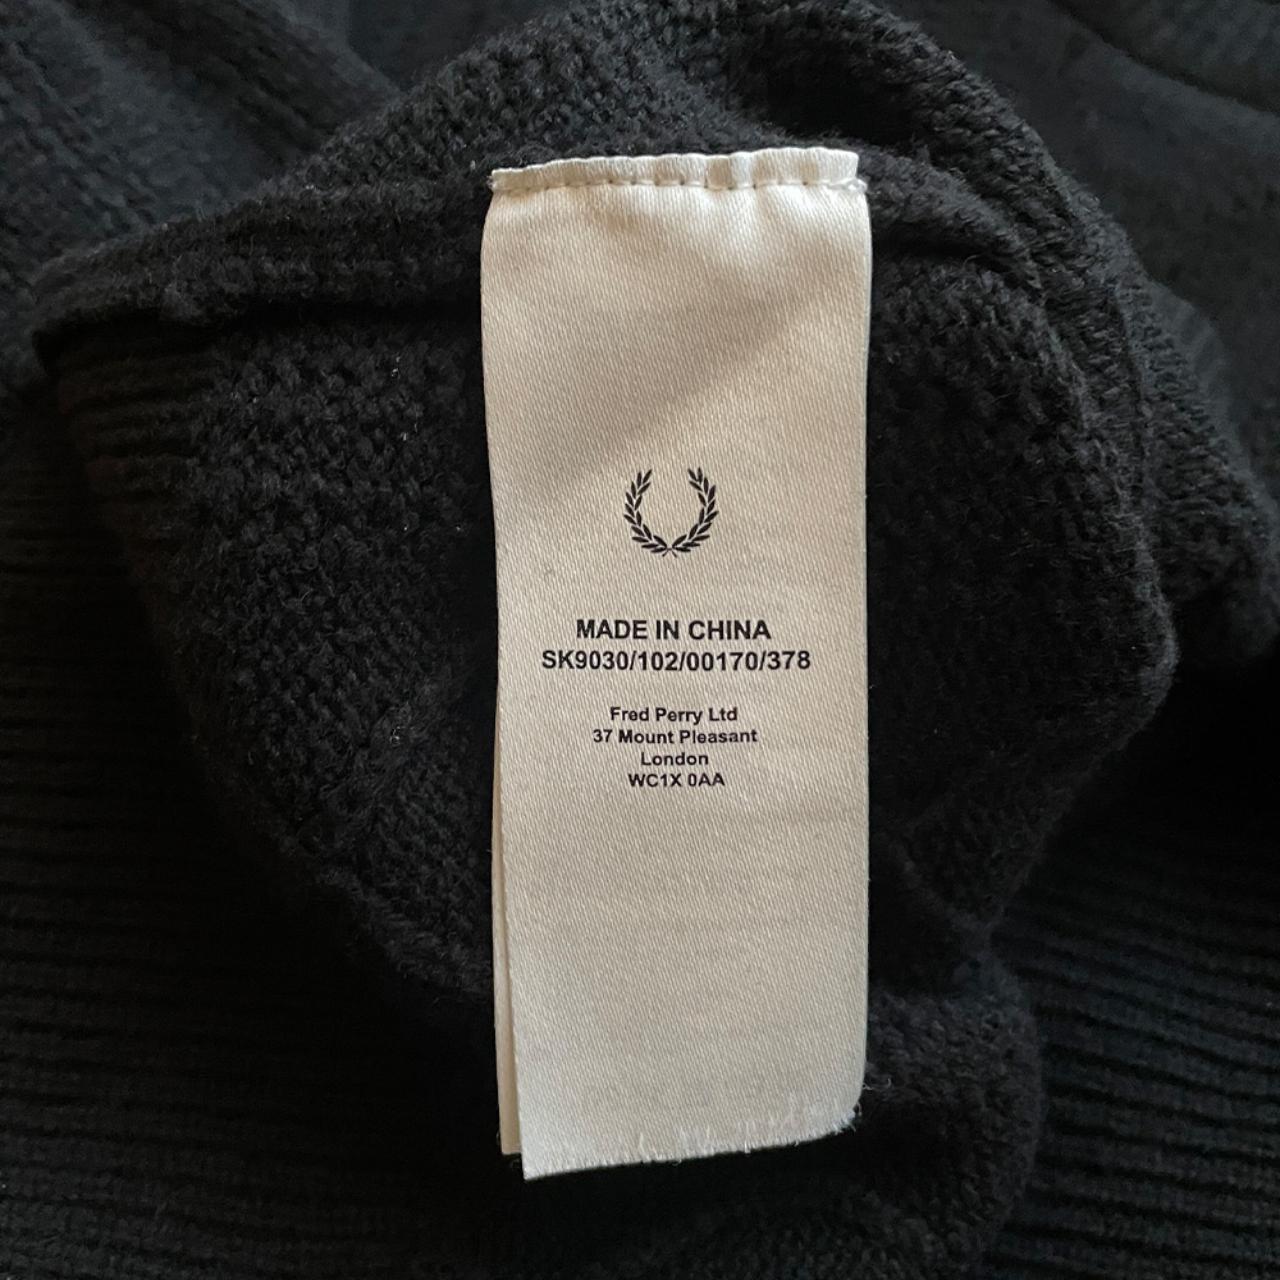 MADE IN CHINA
SK9030/102/00170/378
Fred Perry Ltd
37 Mount Pleasant
London
WC1X 0AA